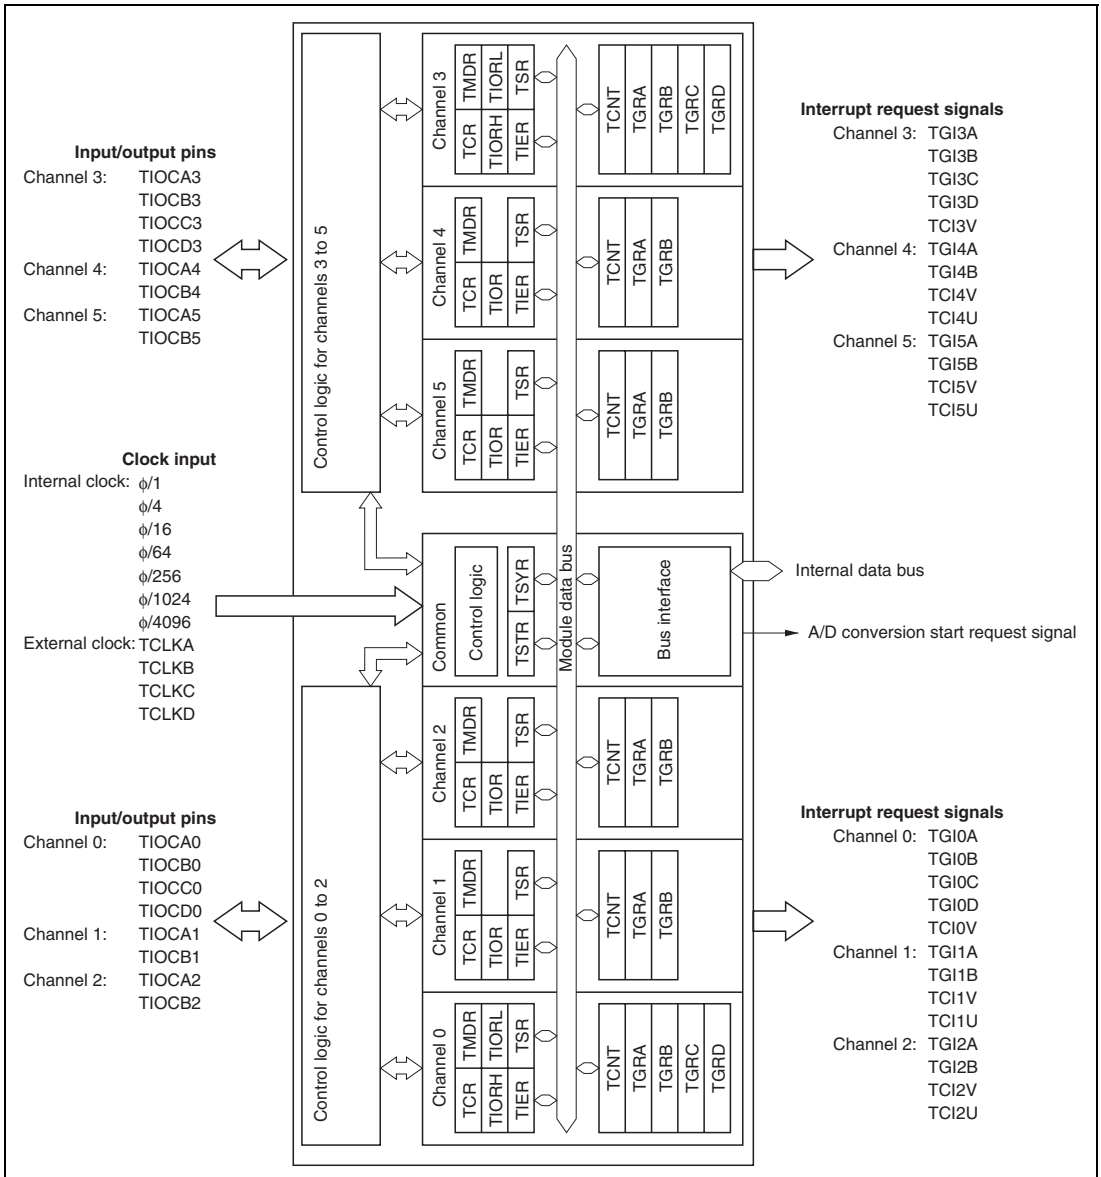 Input/output pins
Channel 3: TIOCA3
TIOCB3
TIOCC3
TIOCD3
Channel 4: TIOCA4
TIOCB4
Channel 5: TIOCA5
TIOCB5
Clock input
Internal clock: ϕ/1
ϕ/4
ϕ/16
ϕ/64
ϕ/256
ϕ/1024
ϕ/4096
External clock: TCLKA
TCLKB
TCLKC
TCLKD
Input/output pins
Channel 0: TIOCA0
TIOCB0
TIOCC0
TIOCD0
Channel 1: TIOCA1
TIOCB1
Channel 2: TIOCA2
TIOCB2
Control logic for channels 3 to 5
Control logic for channels 0 to 2
Channel 3
TCR TMDR
TIORH TIORL
TIER TSR
TCNT
TGRA
TGRB
TGRC
TGRD
Channel 4
TCR TMDR
TIOR
TIER TSR
TCNT
TGRA
TGRB
Channel 5
TCR TMDR
TIOR
TIER TSR
TCNT
TGRA
TGRB
Common
Control logic
TSTR TSYR
Module data bus
Bus interface
Channel 2
TCR TMDR
TIOR
TIER TSR
TCNT
TGRA
TGRB
Channel 1
TCR TMDR
TIOR
TIER TSR
TCNT
TGRA
TGRB
Channel 0
TCR TMDR
TIORH TIORL
TIER TSR
TCNT
TGRA
TGRB
TGRC
TGRD
Interrupt request signals
Channel 3: TGI3A
TGI3B
TGI3C
TGI3D
TCI3V
Channel 4: TGI4A
TGI4B
TCI4V
TCI4U
Channel 5: TGI5A
TGI5B
TCI5V
TCI5U
Internal data bus
A/D conversion start request signal
Interrupt request signals
Channel 0: TGI0A
TGI0B
TGI0C
TGI0D
TCI0V
Channel 1: TGI1A
TGI1B
TCI1V
TCI1U
Channel 2: TGI2A
TGI2B
TCI2V
TCI2U